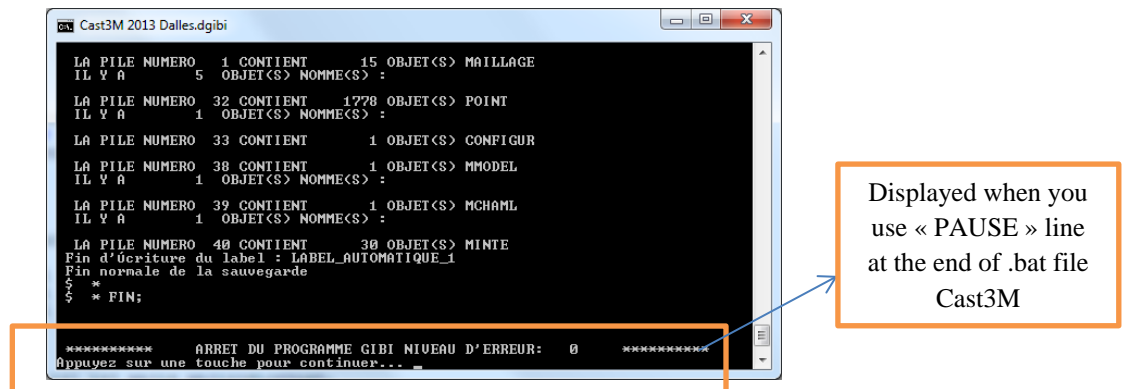 Cast3M 2013 Dalles.dgibi
LA PILE NUMERO 1 CONTIENT 15 OBJET(S) MAILLAGE
IL Y A 5 OBJET(S) NOMME(S) :
LA PILE NUMERO 32 CONTIENT 1778 OBJET(S) POINT
IL Y A 1 OBJET(S) NOMME(S) :
LA PILE NUMERO 33 CONTIENT 1 OBJET(S) CONFIGUR
LA PILE NUMERO 38 CONTIENT 1 OBJET(S) MMODEL
IL Y A 1 OBJET(S) NOMME(S) :
LA PILE NUMERO 39 CONTIENT 1 OBJET(S) MCHAML
IL Y A 1 OBJET(S) NOMME(S) :
LA PILE NUMERO 40 CONTIENT 30 OBJET(S) MINTE
Fin d'Úcriture du label : LABEL_AUTOMATIQUE_1
Fin normale de la sauvegarde
$ *
$ * FIN;
********** ARRET DU PROGRAMME GIBI NIVEAU D'ERREUR: 0 **********
Appuyez sur une touche pour continuer... _
Displayed when you
use « PAUSE » line
at the end of .bat file
Cast3M